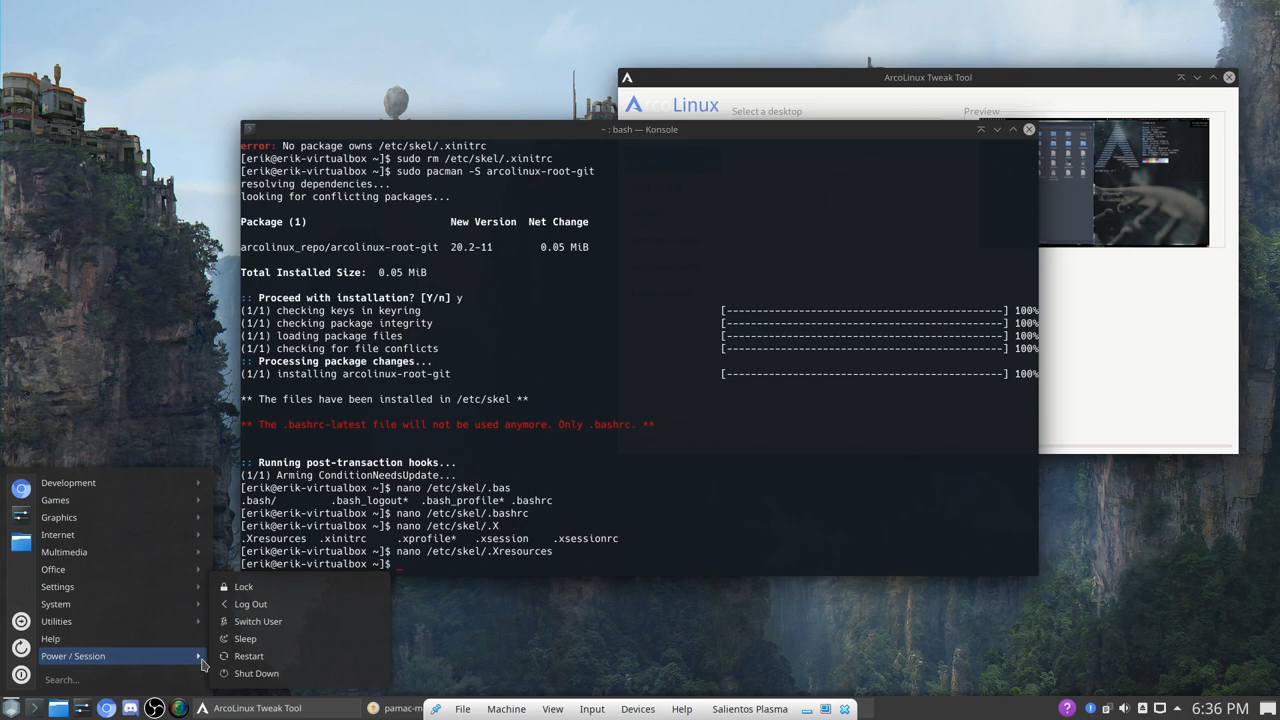 ArcoLinux Tweak Tool
ArcoLinux
Select a desktop
Preview
~ : bash — Konsole
error: No package owns /etc/skel/.xinitrc
[erik@erik-virtualbox ~]$ sudo rm /etc/skel/.xinitrc
[erik@erik-virtualbox ~]$ sudo pacman -S arcolinux-root-git
resolving dependencies...
looking for conflicting packages...
Package (1) New Version Net Change
arcolinux_repo/arcolinux-root-git 20.2-11 0.05 MiB
Total Installed Size: 0.05 MiB
:: Proceed with installation? [Y/n] y
(1/1) checking keys in keyring [----------------------------------------------] 100%
(1/1) checking package integrity [----------------------------------------------] 100%
(1/1) loading package files [----------------------------------------------] 100%
(1/1) checking for file conflicts [----------------------------------------------] 100%
:: Processing package changes...
(1/1) installing arcolinux-root-git [----------------------------------------------] 100%
** The files have been installed in /etc/skel **
** The .bashrc-latest file will not be used anymore. Only .bashrc. **
:: Running post-transaction hooks...
(1/1) Arming ConditionNeedsUpdate...
[erik@erik-virtualbox ~]$ nano /etc/skel/.bas
.bash/ .bash_logout* .bash_profile* .bashrc
[erik@erik-virtualbox ~]$ nano /etc/skel/.bashrc
[erik@erik-virtualbox ~]$ nano /etc/skel/.X
.Xresources .xinitrc .xprofile* .xsession .xsessionrc
[erik@erik-virtualbox ~]$ nano /etc/skel/.Xresources
[erik@erik-virtualbox ~]$ _
Development
Games
Graphics
Internet
Multimedia
Office
Settings
System
Utilities
Help
Power / Session
Search...
Lock
Log Out
Switch User
Sleep
Restart
Shut Down
ArcoLinux Tweak Tool
pamac-m
File Machine View Input Devices Help Salientos Plasma
6:36 PM